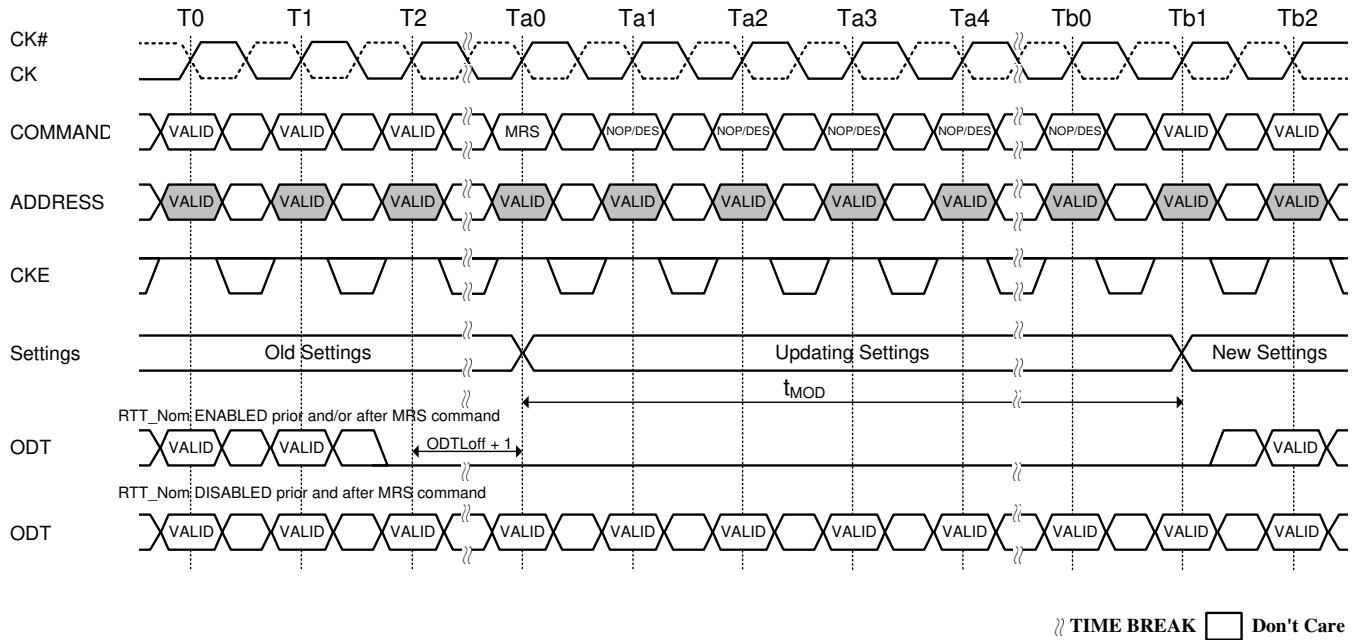 T0 T1 T2 Ta0 Ta1 Ta2 Ta3 Ta4 Tb0 Tb1 Tb2
CK#
CK
COMMAND VALID VALID VALID MRS NOP/DES NOP/DES NOP/DES NOP/DES NOP/DES VALID VALID
ADDRESS VALID VALID VALID VALID VALID VALID VALID VALID VALID VALID VALID
CKE
Settings Old Settings Updating Settings New Settings
tMOD
RTT_Nom ENABLED prior and/or after MRS command
ODT VALID VALID ODTLoff + 1 VALID
RTT_Nom DISABLED prior and after MRS command
ODT VALID VALID VALID VALID VALID VALID VALID VALID VALID VALID VALID
TIME BREAK Don't Care